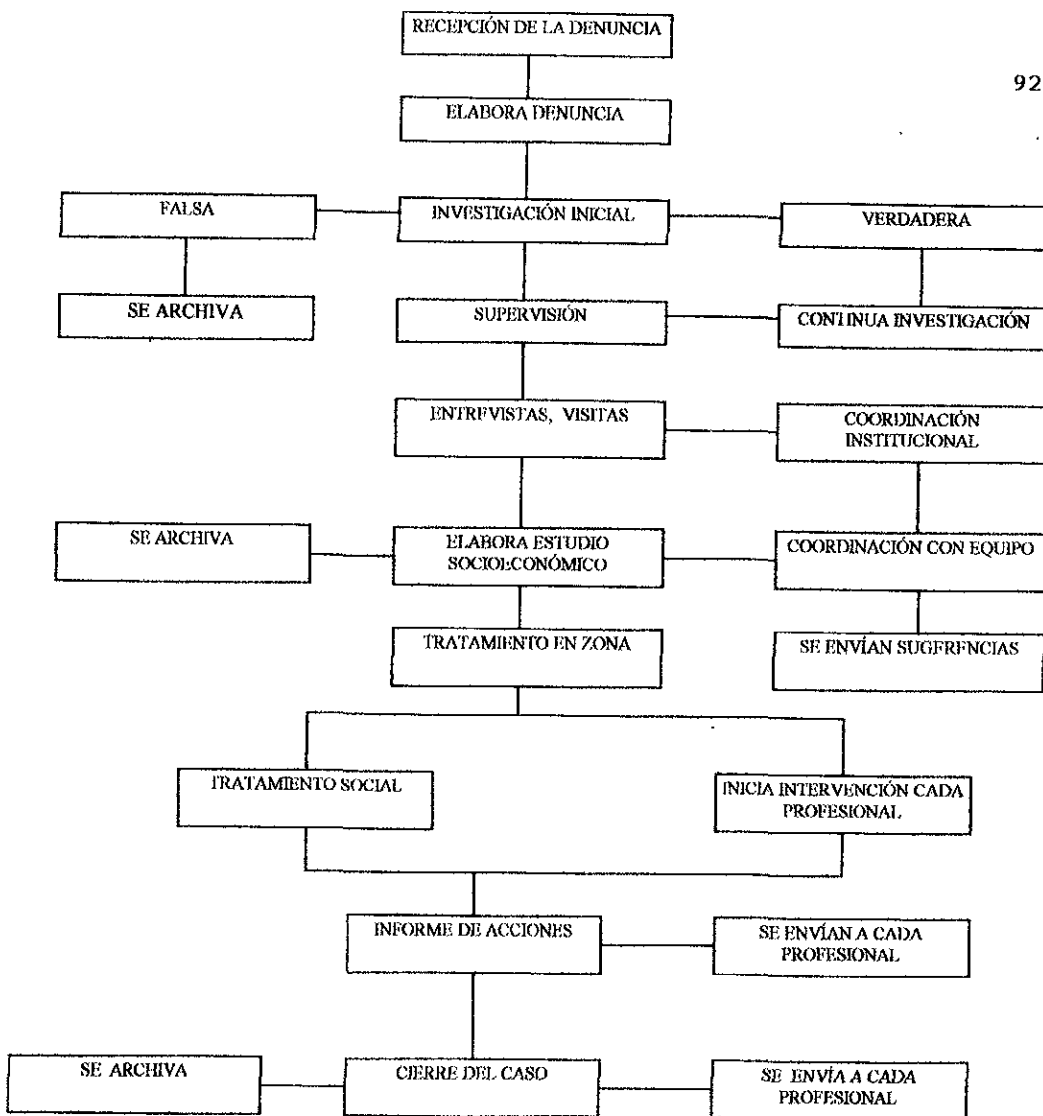 RECEPCIÓN DE LA DENUNCIA
92
ELABORA DENUNCIA
FALSA
INVESTIGACIÓN INICIAL
VERDADERA
SE ARCHIVA
SUPERVISIÓN
CONTINUA INVESTIGACIÓN
ENTREVISTAS, VISITAS
COORDINACIÓN
INSTITUCIONAL
SE ARCHIVA
ELABORA ESTUDIO
SOCIOECONÓMICO
COORDINACIÓN CON EQUIPO
TRATAMIENTO EN ZONA
SE ENVÍAN SUGERENCIAS
TRATAMIENTO SOCIAL
INICIA INTERVENCIÓN CADA
PROFESIONAL
INFORME DE ACCIONES
SE ENVÍAN A CADA
PROFESIONAL
SE ARCHIVA
CIERRE DEL CASO
SE ENVÍA A CADA
PROFESIONAL